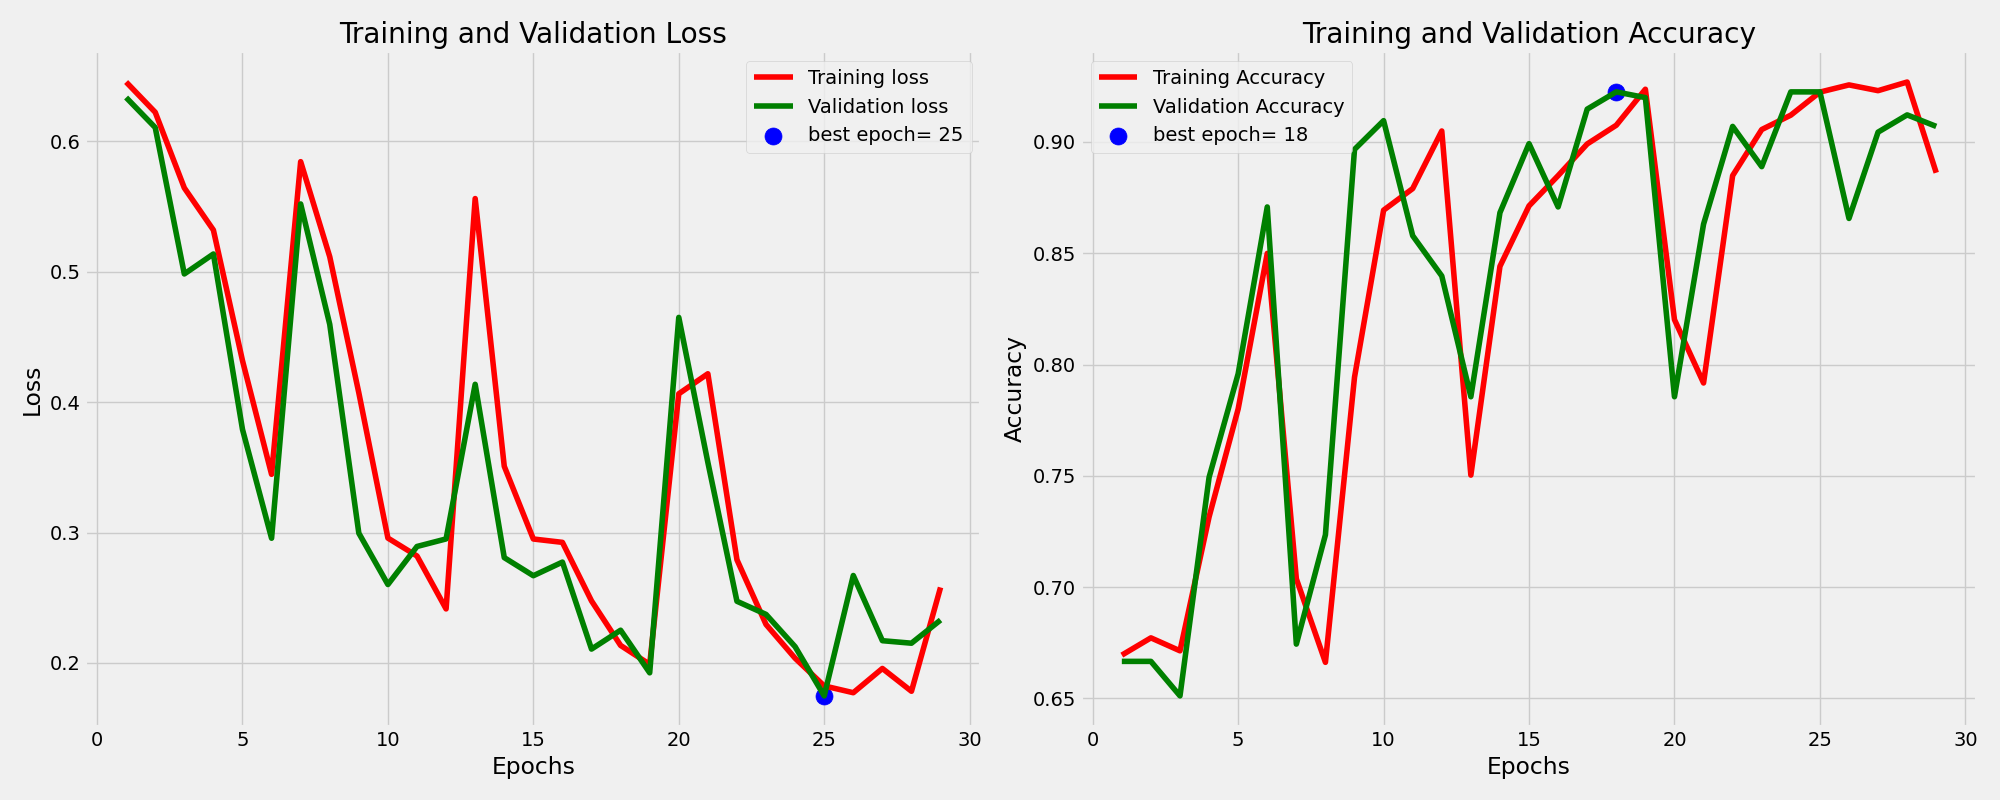 Training and Validation Loss
Training loss
Validation loss
best epoch= 25
0.6
0.5
0.4
0.3
0.2
Loss
0 5 10 15 20 25 30
Epochs
Training and Validation Accuracy
Training Accuracy
Validation Accuracy
best epoch= 18
0.90
0.85
0.80
0.75
0.70
0.65
Accuracy
0 5 10 15 20 25 30
Epochs